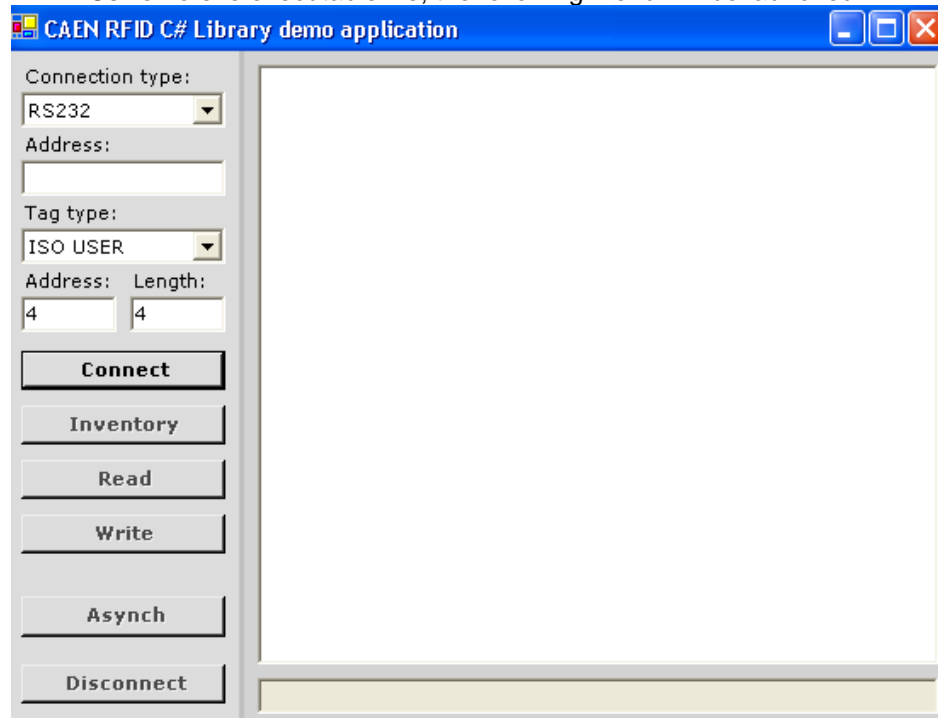 CAEN RFID C# Library demo application
Connection type:
RS232
Address:
Tag type:
ISO USER
Address: Length:
4 4
Connect
Inventory
Read
Write
Asynch
Disconnect